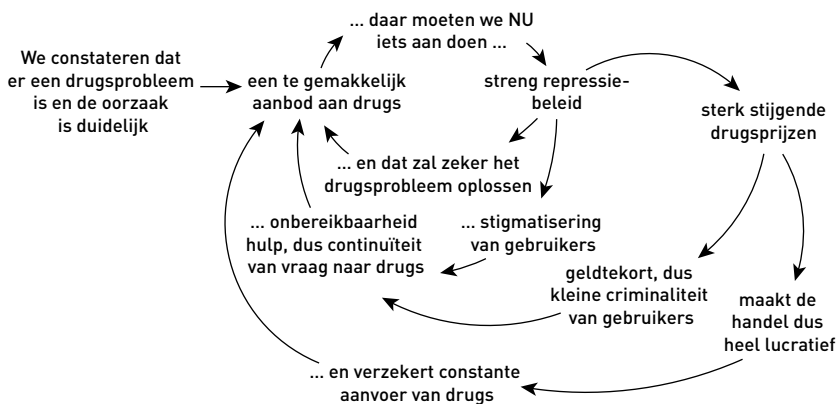 ... daar moeten we NU
iets aan doen ...
We constateren dat
er een drugsprobleem
is en de oorzaak
is duidelijk
een te gemakkelijk
aanbod aan drugs
streng repressie-
beleid
sterk stijgende
drugsprijzen
... en dat zal zeker het
drugsprobleem oplossen
... onbereikbaarheid
hulp, dus continuïteit
van vraag naar drugs
... stigmatisering
van gebruikers
geldtekort, dus
kleine criminaliteit
van gebruikers
maakt de
handel dus
heel lucratief
... en verzekert constante
aanvoer van drugs